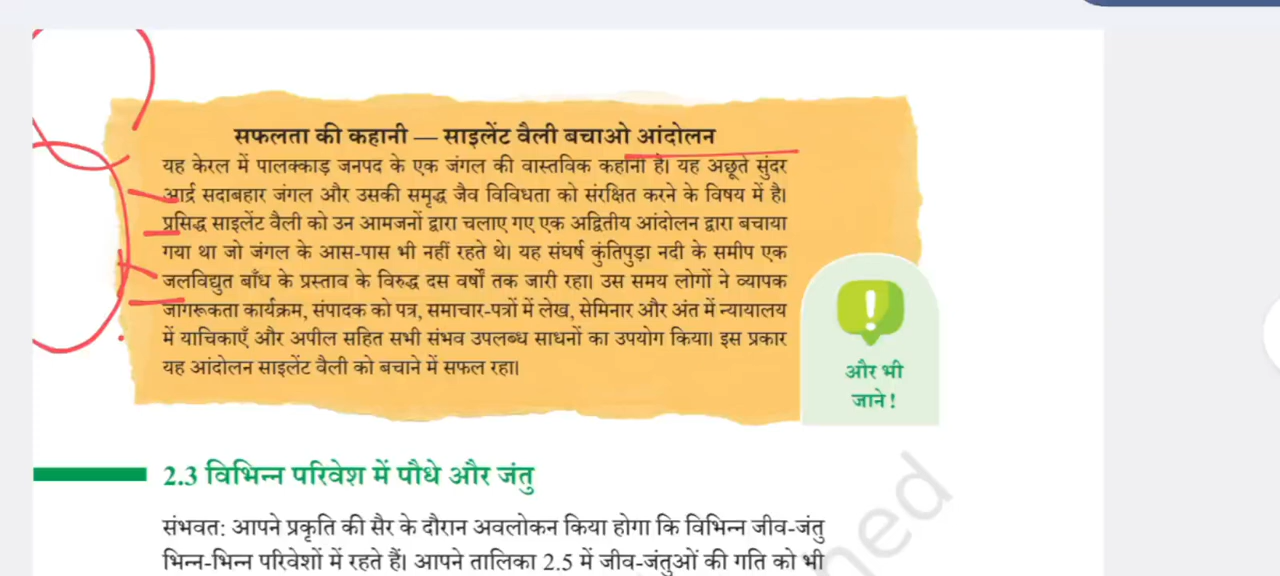 सफलता की कहानी — साइलेंट वैली बचाओ आंदोलन
यह केरल में पालक्काड़ जनपद के एक जंगल की वास्तविक कहानी है। यह अछूते सुंदर
आर्द्र सदाबहार जंगल और उसकी समृद्ध जैव विविधता को संरक्षित करने के विषय में है।
प्रसिद्ध साइलेंट वैली को उन आमजनों द्वारा चलाए गए एक अद्वितीय आंदोलन द्वारा बचाया
गया था जो जंगल के आस-पास भी नहीं रहते थे। यह संघर्ष कुंतिपुड़ा नदी के समीप एक
जलविद्युत बाँध के प्रस्ताव के विरुद्ध दस वर्षों तक जारी रहा। उस समय लोगों ने व्यापक
जागरूकता कार्यक्रम, संपादक को पत्र, समाचार-पत्रों में लेख, सेमिनार और अंत में न्यायालय
में याचिकाएँ और अपील सहित सभी संभव उपलब्ध साधनों का उपयोग किया। इस प्रकार
यह आंदोलन साइलेंट वैली को बचाने में सफल रहा।
और भी
जाने!
2.3 विभिन्न परिवेश में पौधे और जंतु
संभवत: आपने प्रकृति की सैर के दौरान अवलोकन किया होगा कि विभिन्न जीव-जंतु
भिन्न-भिन्न परिवेशों में रहते हैं। आपने तालिका 2.5 में जीव-जंतुओं की गति को भी